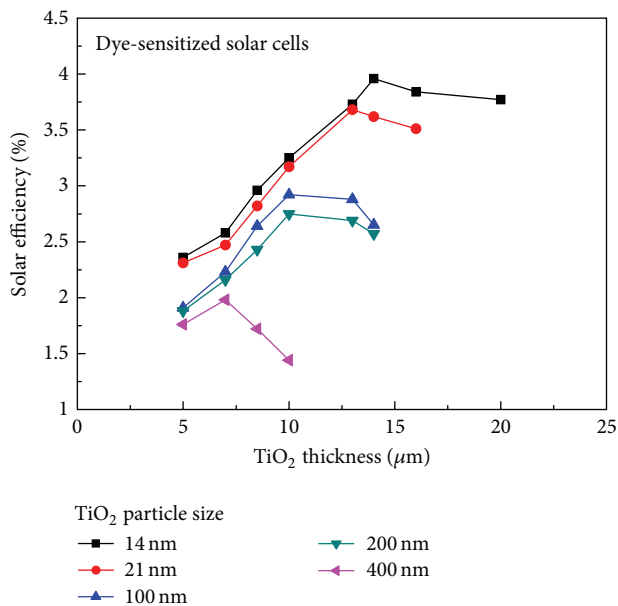 4.5
4
3.5
3
2.5
2
1.5
1
Solar efficiency (%)
Dye-sensitized solar cells
0 5 10 15 20 25
TiO₂ thickness (μm)
TiO₂ particle size
14 nm 200 nm
21 nm 400 nm
100 nm